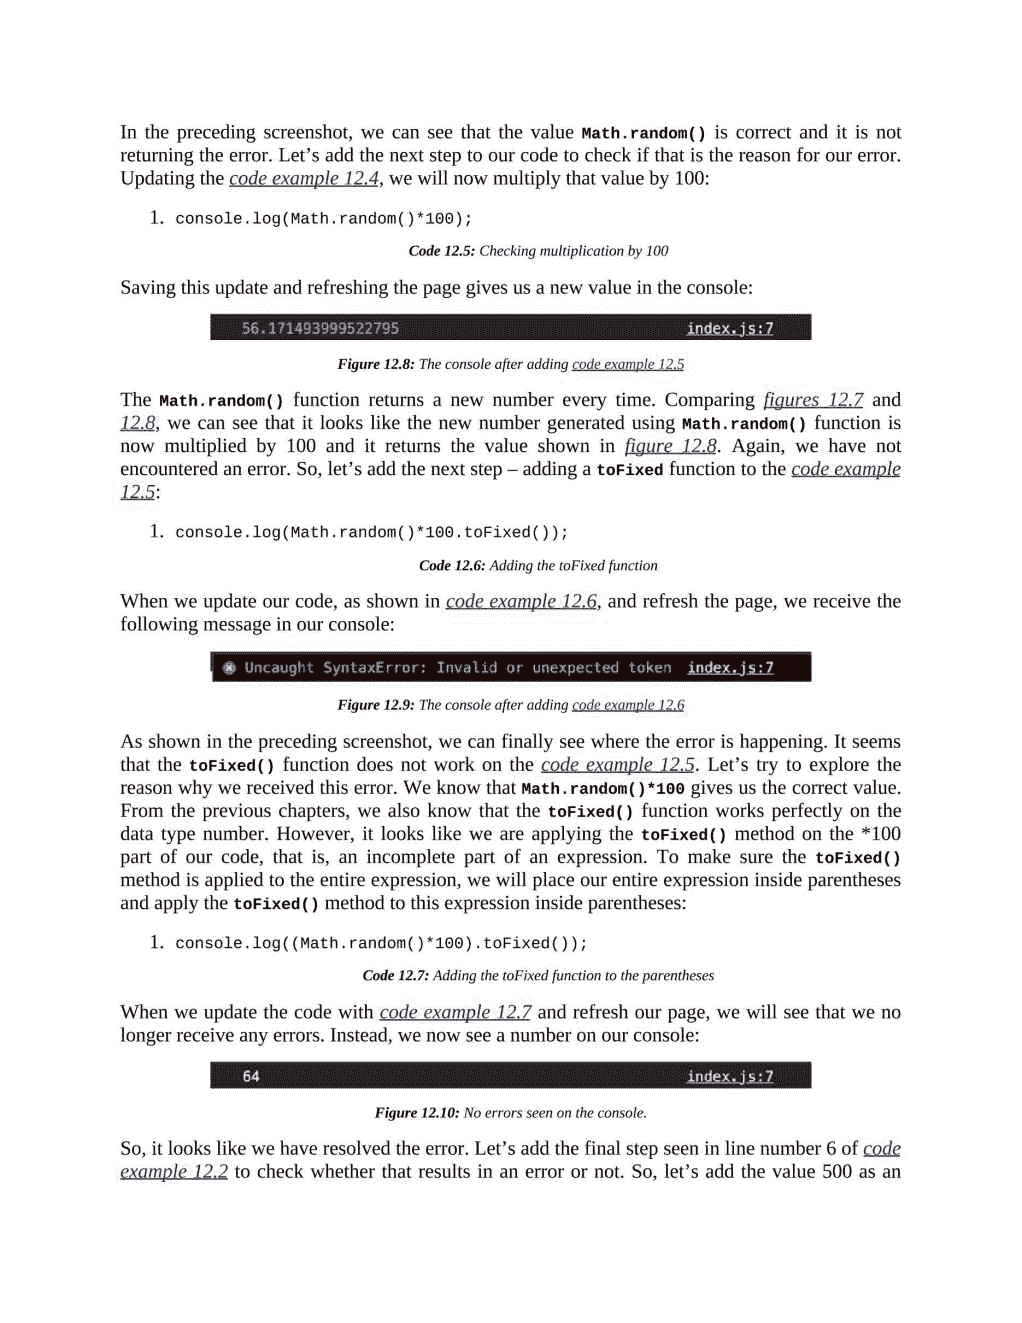 In the preceding screenshot, we can see that the value Math.random() is correct and it is not
returning the error. Let’s add the next step to our code to check if that is the reason for our error.
Updating the code example 12.4, we will now multiply that value by 100:
1. console.log(Math.random()*100);
Code 12.5: Checking multiplication by 100
Saving this update and refreshing the page gives us a new value in the console:
56.171493999522795 index.js:7
Figure 12.8: The console after adding code example 12.5
The Math.random() function returns a new number every time. Comparing figures 12.7 and
12.8, we can see that it looks like the new number generated using Math.random() function is
now multiplied by 100 and it returns the value shown in figure 12.8. Again, we have not
encountered an error. So, let’s add the next step – adding a toFixed function to the code example
12.5:
1. console.log(Math.random()*100.toFixed());
Code 12.6: Adding the toFixed function
When we update our code, as shown in code example 12.6, and refresh the page, we receive the
following message in our console:
Uncaught SyntaxError: Invalid or unexpected token index.js:7
Figure 12.9: The console after adding code example 12.6
As shown in the preceding screenshot, we can finally see where the error is happening. It seems
that the toFixed() function does not work on the code example 12.5. Let’s try to explore the
reason why we received this error. We know that Math.random()*100 gives us the correct value.
From the previous chapters, we also know that the toFixed() function works perfectly on the
data type number. However, it looks like we are applying the toFixed() method on the *100
part of our code, that is, an incomplete part of an expression. To make sure the toFixed()
method is applied to the entire expression, we will place our entire expression inside parentheses
and apply the toFixed() method to this expression inside parentheses:
1. console.log((Math.random()*100).toFixed());
Code 12.7: Adding the toFixed function to the parentheses
When we update the code with code example 12.7 and refresh our page, we will see that we no
longer receive any errors. Instead, we now see a number on our console:
64 index.js:7
Figure 12.10: No errors seen on the console.
So, it looks like we have resolved the error. Let’s add the final step seen in line number 6 of code
example 12.2 to check whether that results in an error or not. So, let’s add the value 500 as an